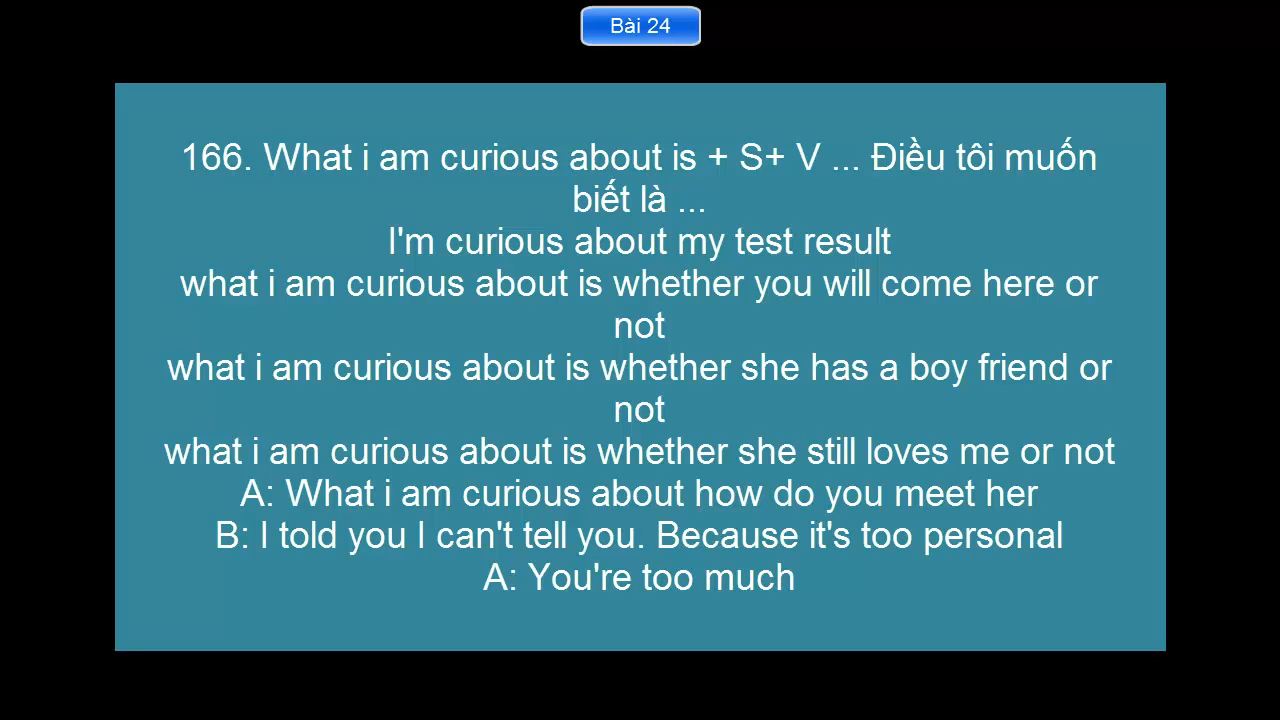 Bài 24
166. What i am curious about is + S+ V ... Điều tôi muốn
biết là ...
I'm curious about my test result
what i am curious about is whether you will come here or
not
what i am curious about is whether she has a boy friend or
not
what i am curious about is whether she still loves me or not
A: What i am curious about how do you meet her
B: I told you I can't tell you. Because it's too personal
A: You're too much